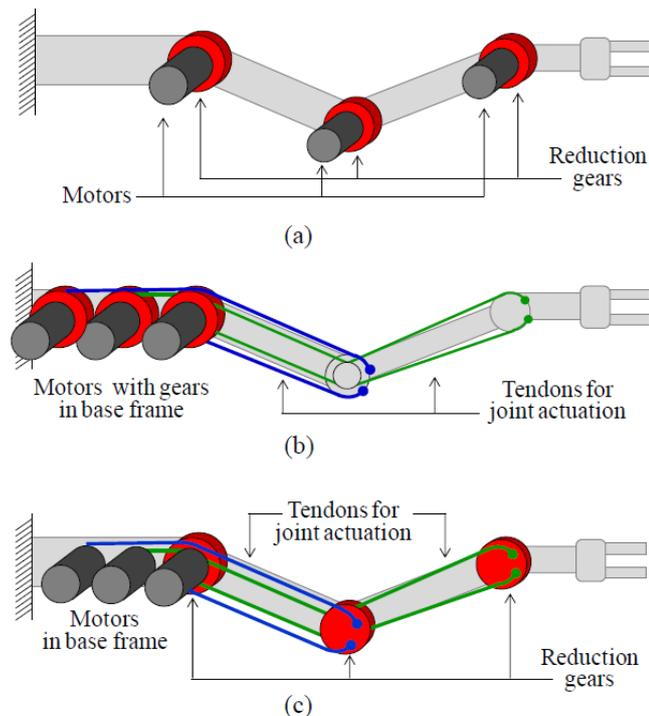 Motors
Reduction
gears
(a)
Motors with gears
in base frame
Tendons for
joint actuation
(b)
Tendons for
joint actuation
Motors
in base frame
Reduction
gears
(c)